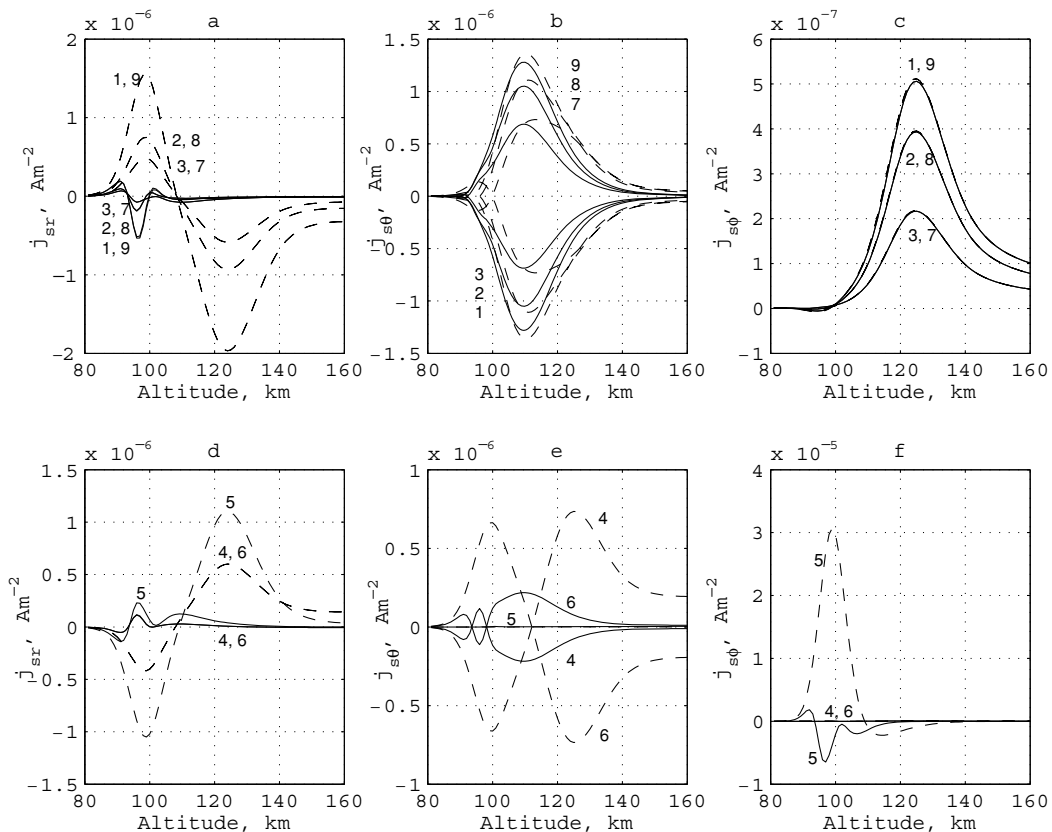 x 10⁻⁶ a
2
1
0
−1
−2
80 100 120 140 160
Altitude, km
j_sr, Am⁻²
1, 9
2, 8
3, 7
3, 7
2, 8
1, 9
x 10⁻⁶ b
1.5
1
0.5
0
−0.5
−1
−1.5
80 100 120 140 160
Altitude, km
j_sθ, Am⁻²
9
8
7
3
2
1
x 10⁻⁷ c
6
5
4
3
2
1
0
−1
80 100 120 140 160
Altitude, km
j_sϕ, Am⁻²
1, 9
2, 8
3, 7
x 10⁻⁶ d
1.5
1
0.5
0
−0.5
−1
−1.5
80 100 120 140 160
Altitude, km
j_sr, Am⁻²
5
4, 6
5
4, 6
x 10⁻⁶ e
1
0.5
0
−0.5
−1
80 100 120 140 160
Altitude, km
j_sθ, Am⁻²
4
6
5
4
6
x 10⁻⁵ f
4
3
2
1
0
−1
80 100 120 140 160
Altitude, km
j_sϕ, Am⁻²
5
4, 6
5